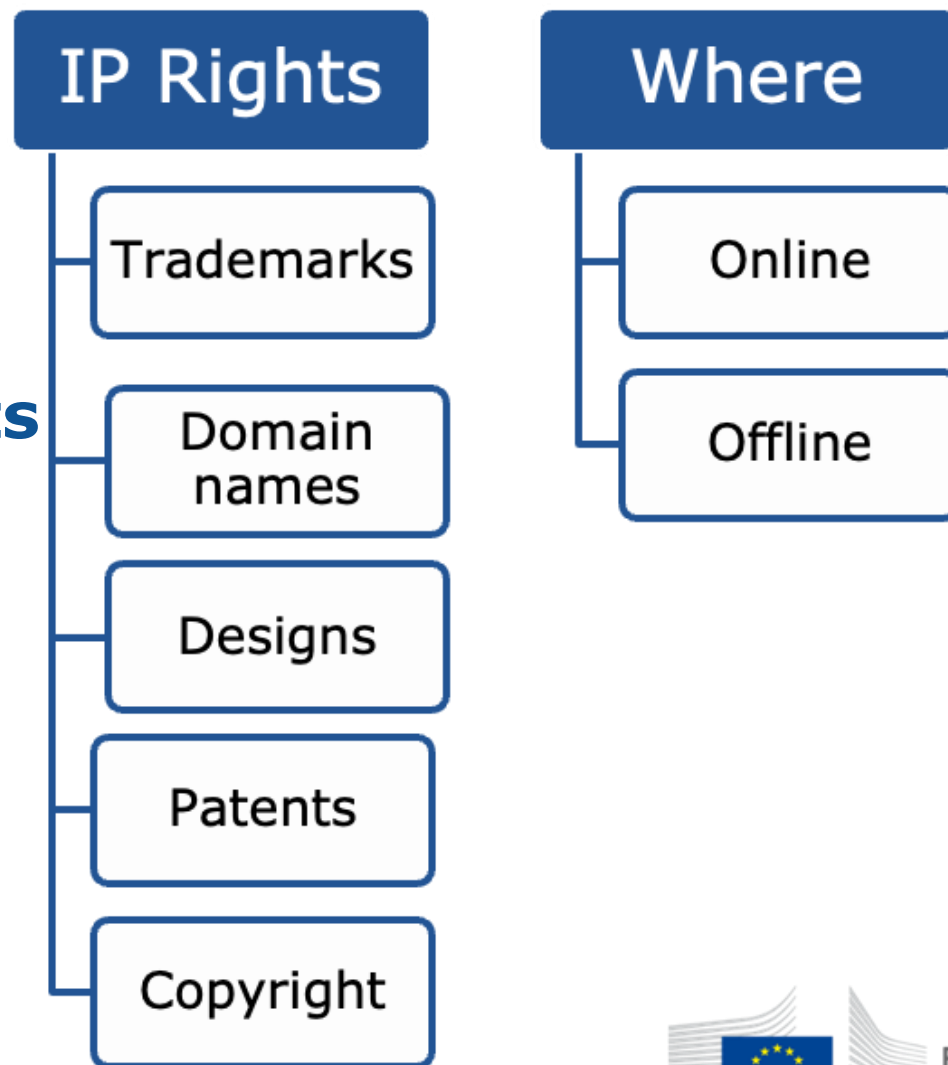 IP Rights
Trademarks
Domain
names
Designs
Patents
Copyright
Where
Online
Offline